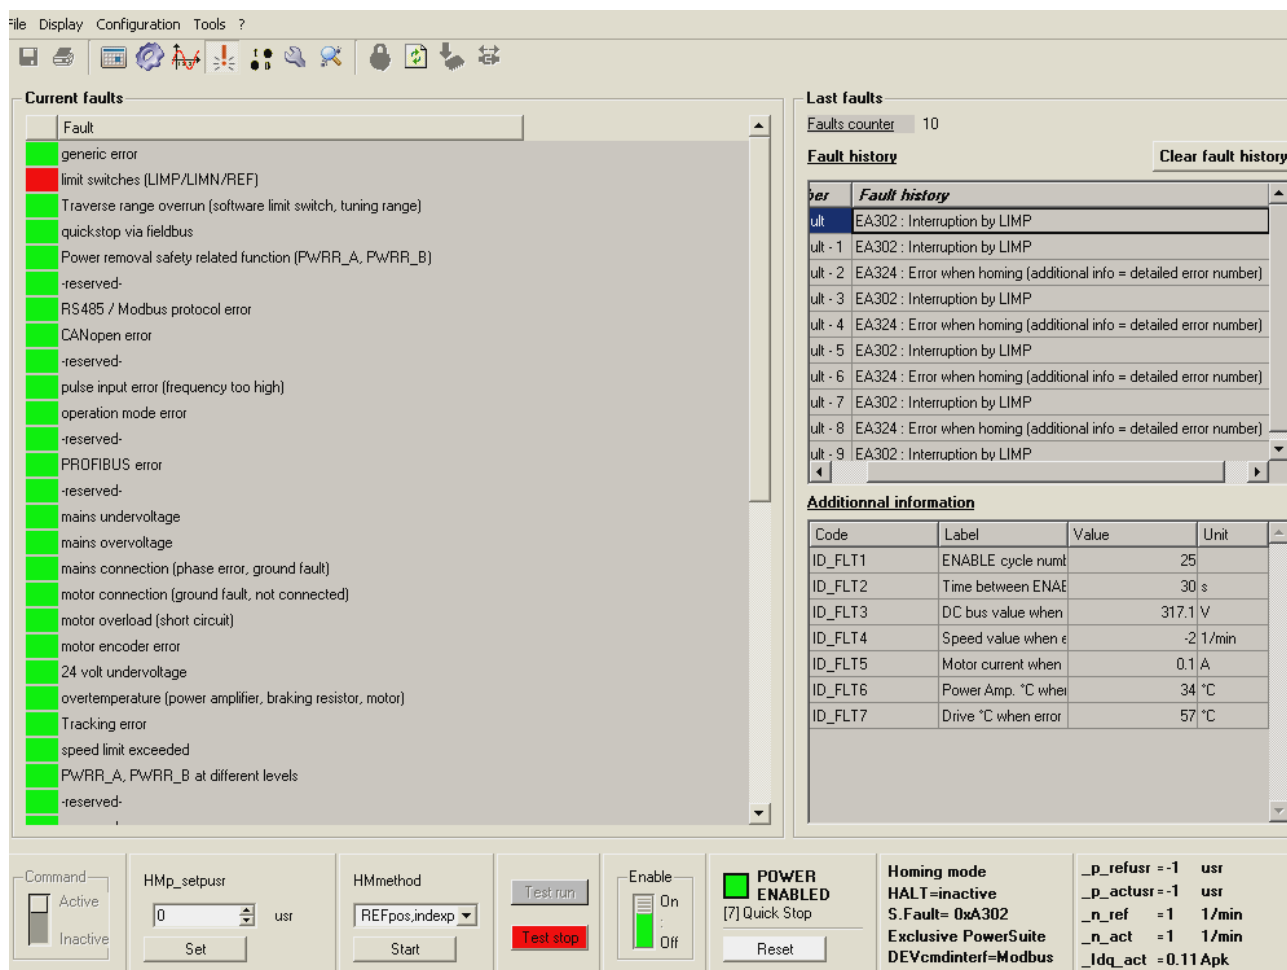 File Display Configuration Tools ?
Current faults
Fault
generic error
limit switches (LIMP/LIMN/REF)
Traverse range overrun (software limit switch, tuning range)
quickstop via fieldbus
Power removal safety related function (PWRR_A, PWRR_B)
-reserved-
RS485 / Modbus protocol error
CANopen error
-reserved-
pulse input error (frequency too high)
operation mode error
-reserved-
PROFIBUS error
-reserved-
mains undervoltage
mains overvoltage
mains connection (phase error, ground fault)
motor connection (ground fault, not connected)
motor overload (short circuit)
motor encoder error
24 volt undervoltage
overtemperature (power amplifier, braking resistor, motor)
Tracking error
speed limit exceeded
PWRR_A, PWRR_B at different levels
-reserved-
Last faults
Faults counter 10
Fault history Clear fault history
ber Fault history
ult EA302 : Interruption by LIMP
ult - 1 EA302 : Interruption by LIMP
ult - 2 EA324 : Error when homing (additional info = detailed error number)
ult - 3 EA302 : Interruption by LIMP
ult - 4 EA324 : Error when homing (additional info = detailed error number)
ult - 5 EA302 : Interruption by LIMP
ult - 6 EA324 : Error when homing (additional info = detailed error number)
ult - 7 EA302 : Interruption by LIMP
ult - 8 EA324 : Error when homing (additional info = detailed error number)
ult - 9 EA302 : Interruption by LIMP
Additionnal information
Code Label Value Unit
ID_FLT1 ENABLE cycle numb 25
ID_FLT2 Time between ENAB 30 s
ID_FLT3 DC bus value when 317.1 V
ID_FLT4 Speed value when e -2 1/min
ID_FLT5 Motor current when 0.1 A
ID_FLT6 Power Amp. °C when 34 °C
ID_FLT7 Drive °C when error 57 °C
Command
Active
Inactive
HMp_setpusr
0 usr
Set
HMmethod
REFpos,indexp
Start
Test run
Test stop
Enable
On
:
Off
POWER
ENABLED
[7] Quick Stop
Reset
Homing mode
HALT=inactive
S.Fault= 0xA302
Exclusive PowerSuite
DEVcmdinterf=Modbus
_p_refusr =-1 usr
_p_actusr=-1 usr
_n_ref =1 1/min
_n_act =1 1/min
_Idq_act =0.11 Apk